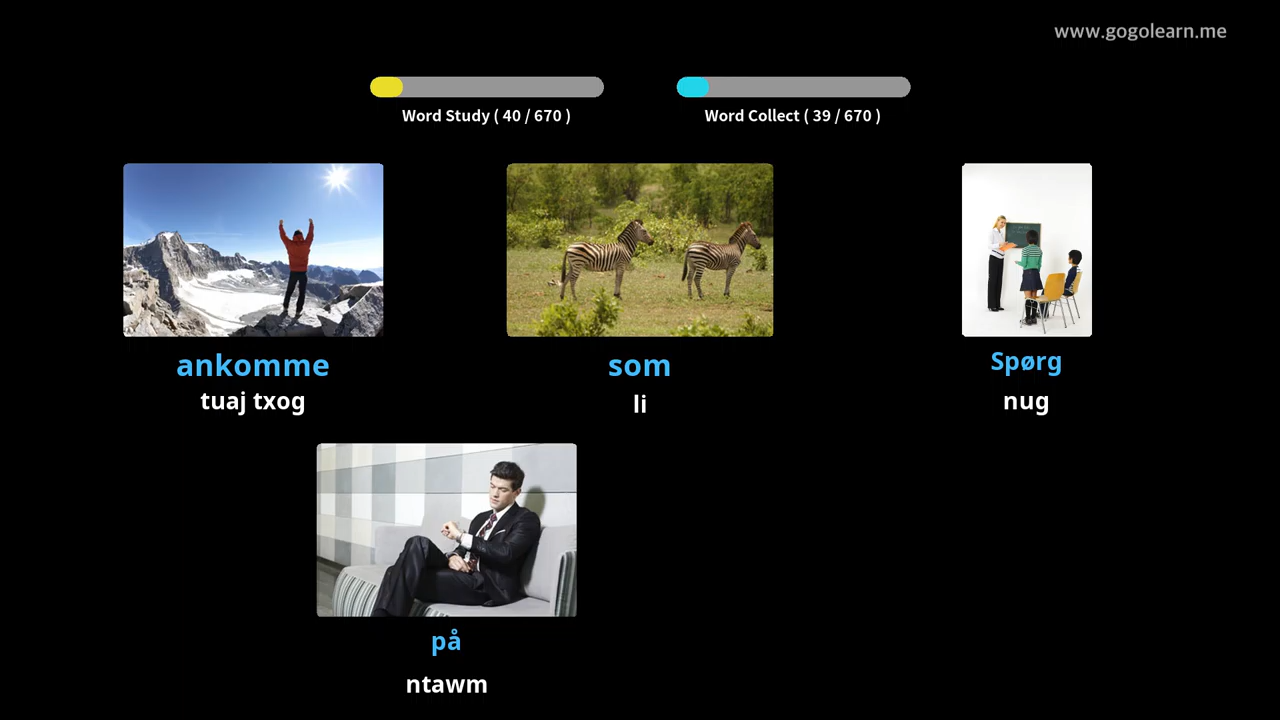 www.gogolearn.me
Word Study ( 40 / 670 )
Word Collect ( 39 / 670 )
ankomme
tuaj txog
som
li
Spørg
nug
på
ntawm